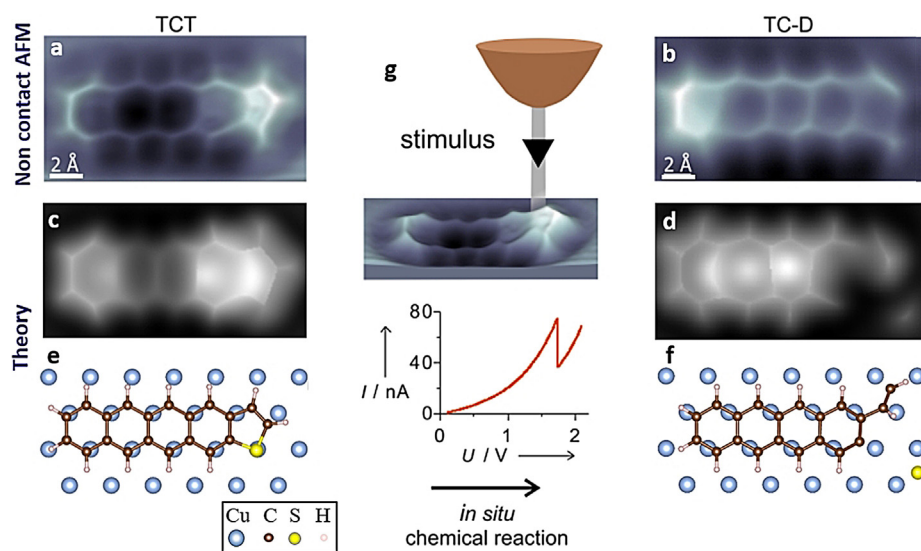 TCT
TC-D
Non contact AFM
a
2 Å
g
stimulus
b
2 Å
Theory
c
d
e
f
80
40
0
I / nA
0
1
2
U / V
Cu C S H
in situ
chemical reaction